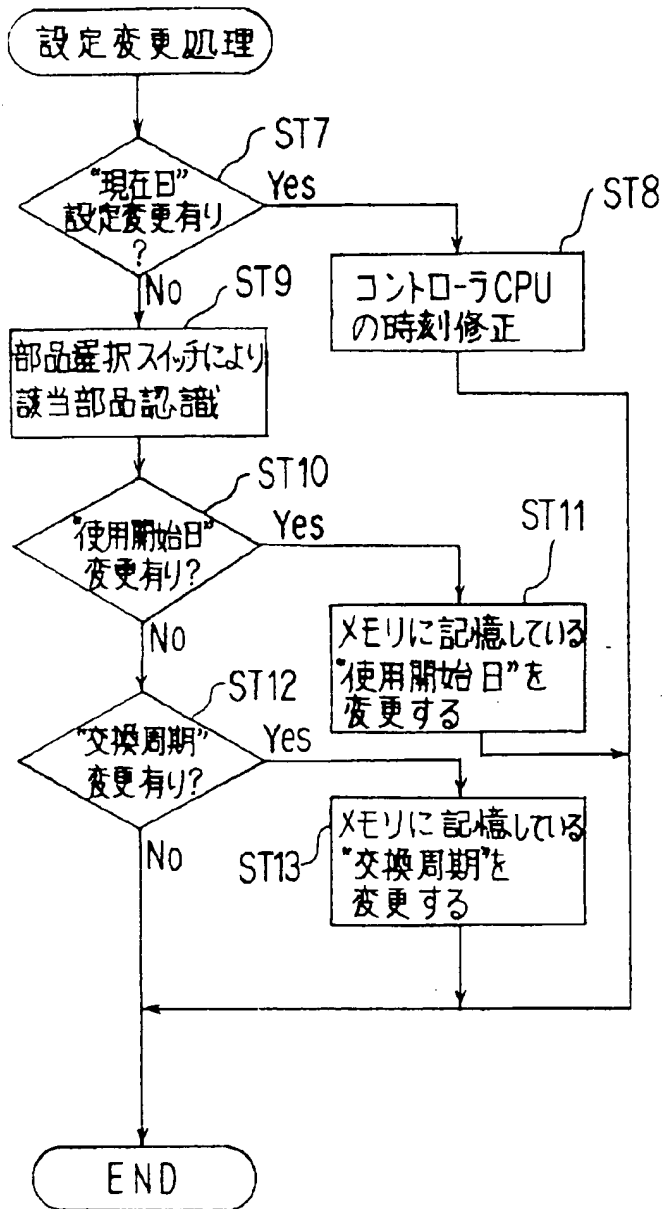 設定変更処理
ST7
"現在日"
設定変更有り
?
Yes
No
ST8
コントローラCPU
の時刻修正
ST9
部品選択スイッチにより
該当部品認識
ST10
"使用開始日"
変更有り?
Yes
No
ST11
メモリに記憶している
"使用開始日"を
変更する
ST12
"交換周期"
変更有り?
Yes
No
ST13
メモリに記憶している
"交換周期"を
変更する
END